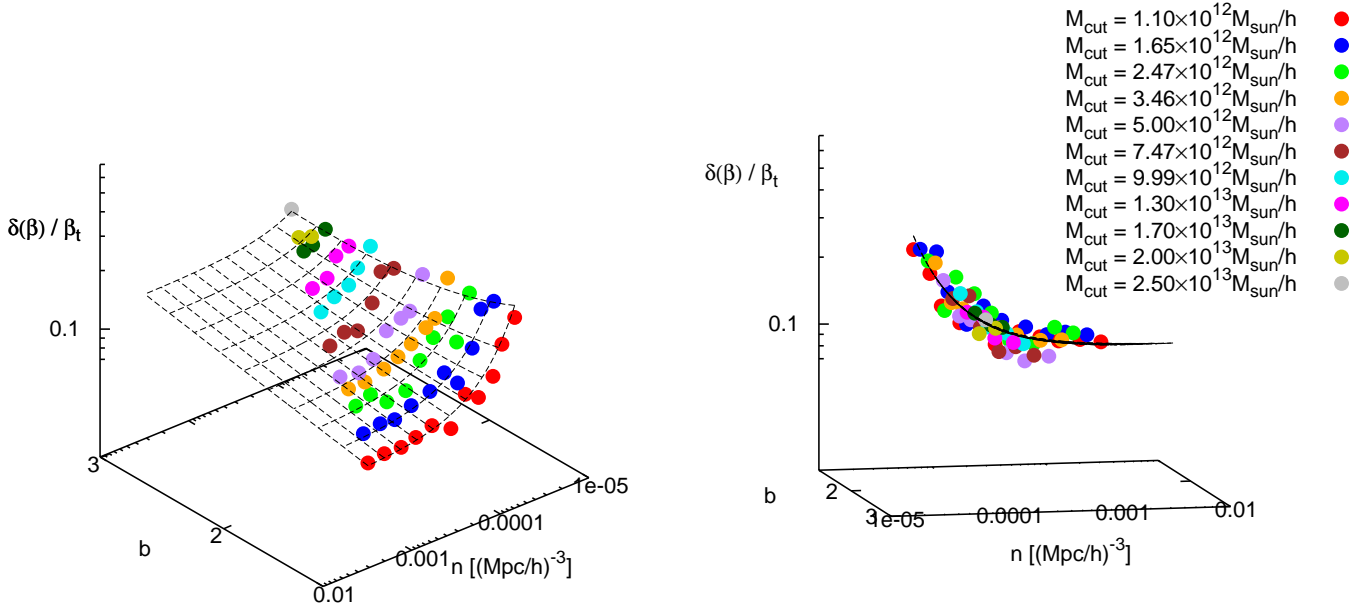 δ(β) / β_t
0.1
3
b
2
0.01
0.001
0.0001
1e-05
n [(Mpc/h)^-3]
M_cut = 1.10×10^12 M_sun/h
M_cut = 1.65×10^12 M_sun/h
M_cut = 2.47×10^12 M_sun/h
M_cut = 3.46×10^12 M_sun/h
M_cut = 5.00×10^12 M_sun/h
M_cut = 7.47×10^12 M_sun/h
M_cut = 9.99×10^12 M_sun/h
M_cut = 1.30×10^13 M_sun/h
M_cut = 1.70×10^13 M_sun/h
M_cut = 2.00×10^13 M_sun/h
M_cut = 2.50×10^13 M_sun/h
δ(β) / β_t
0.1
b
2
3
1e-05
0.0001
0.001
0.01
n [(Mpc/h)^-3]